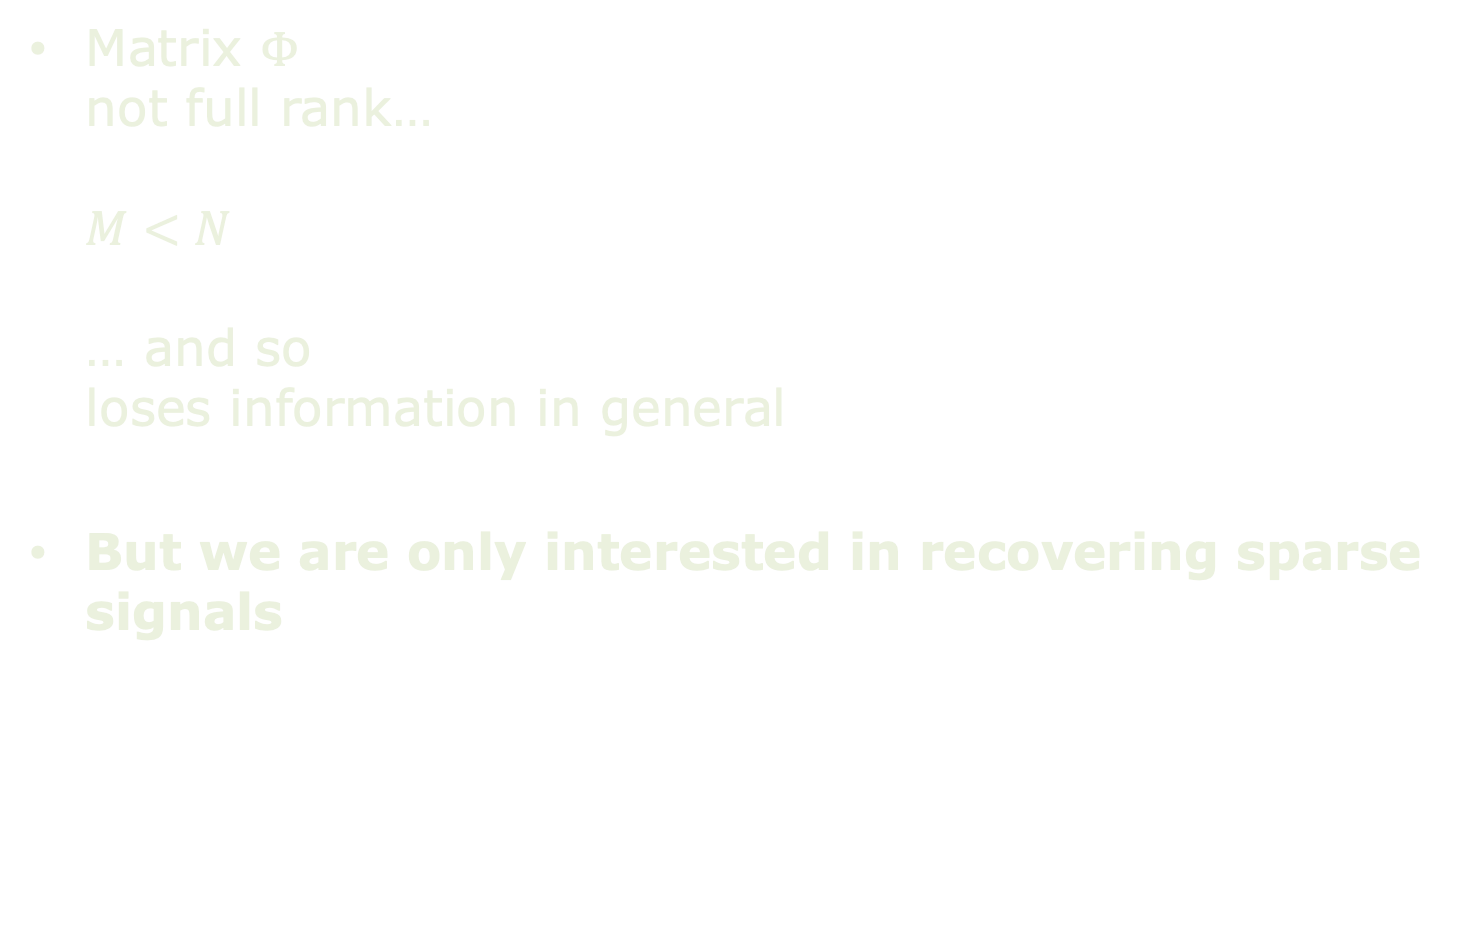 • Matrix Φ
not full rank…
M < N
… and so
loses information in general
• But we are only interested in recovering sparse
signals